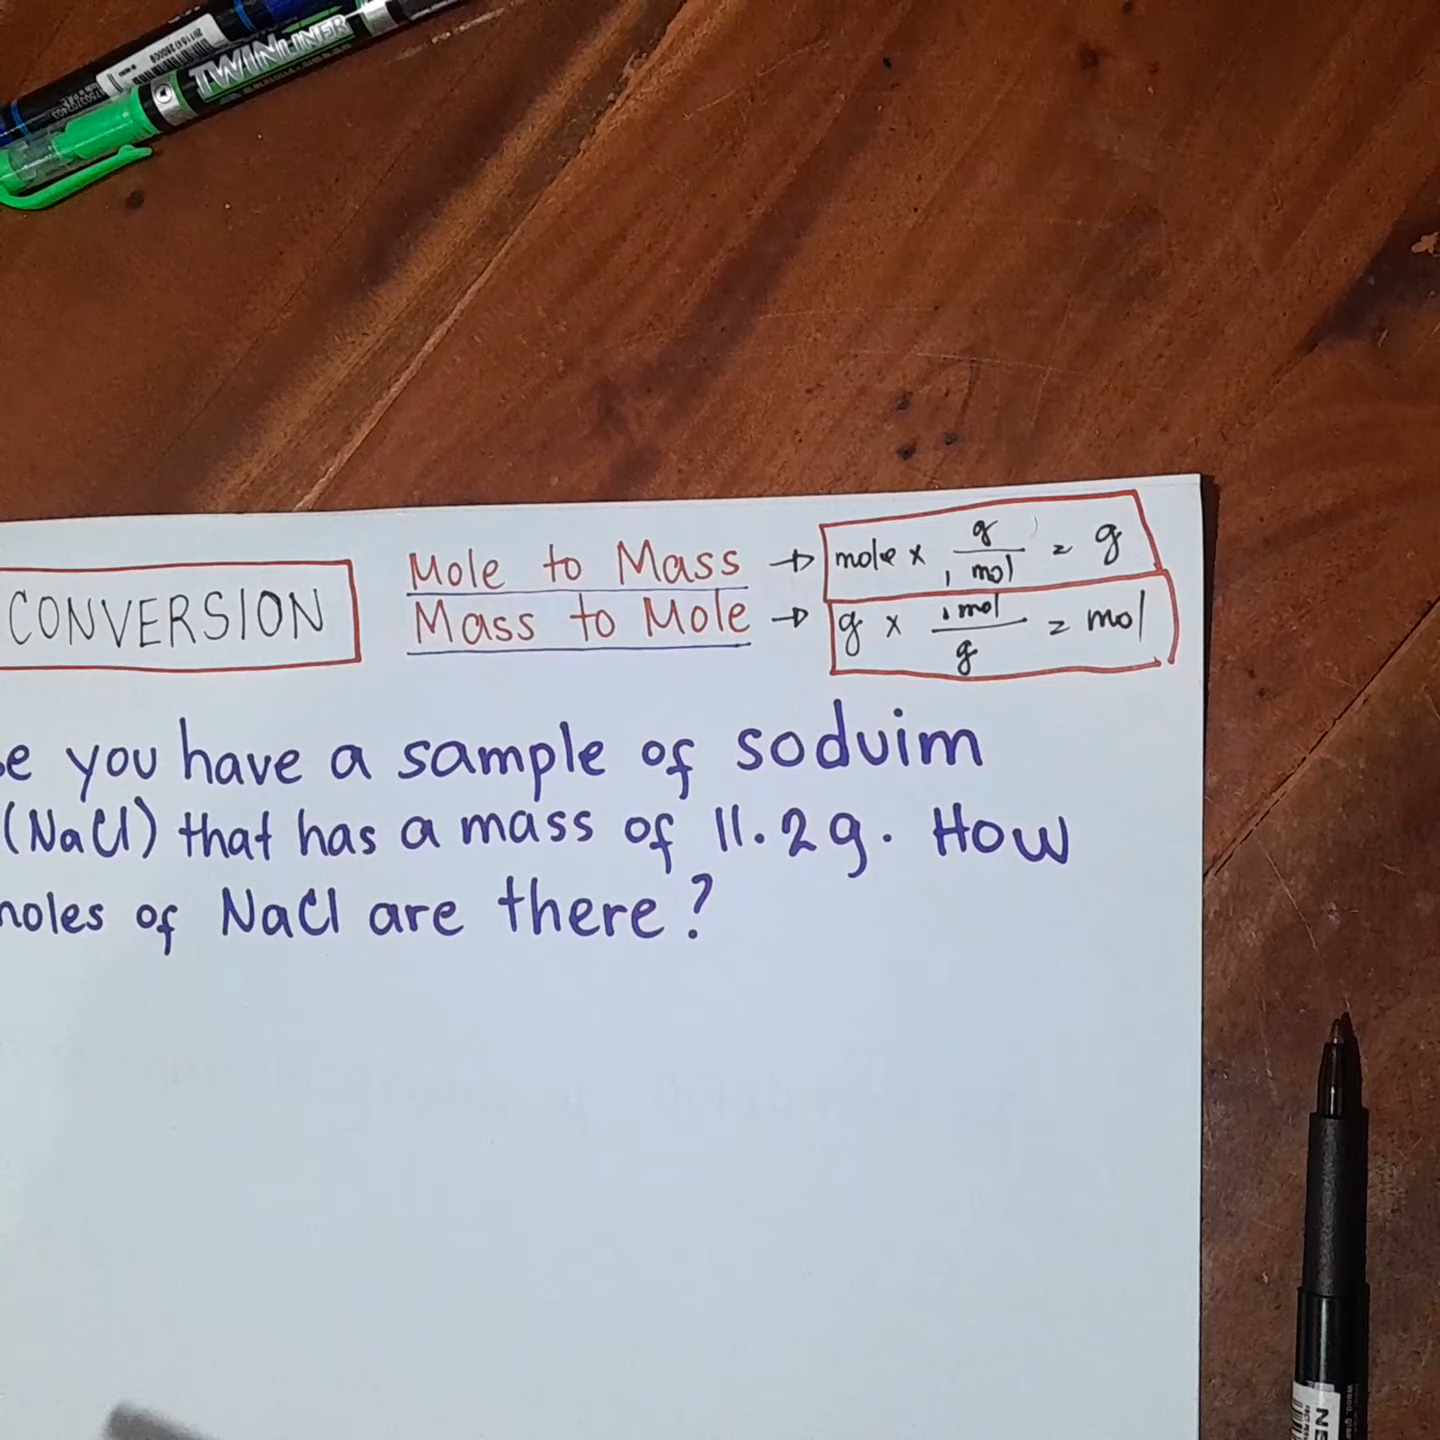 TWINLINER
CONVERSION
Mole to Mass → mole x g / 1 mol = g
Mass to Mole → g x 1 mol / g = mol
you have a sample of soduim
(NaCl) that has a mass of 11.2g. How
of NaCl are there?